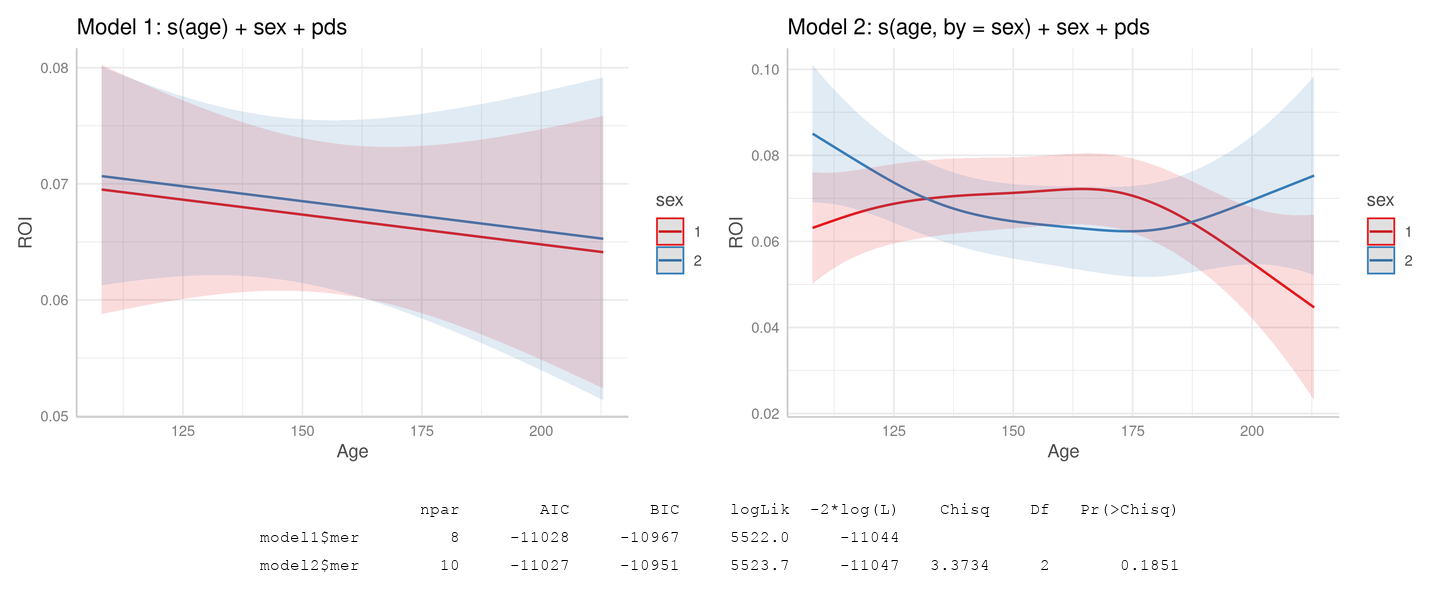 Model 1: s(age) + sex + pds
0.08
0.07
0.06
0.05
ROI
125 150 175 200
Age
sex
1
2
Model 2: s(age, by = sex) + sex + pds
0.10
0.08
0.06
0.04
0.02
ROI
125 150 175 200
Age
sex
1
2
npar AIC BIC logLik -2*log(L) Chisq Df Pr(>Chisq)
model1$mer 8 -11028 -10967 5522.0 -11044
model2$mer 10 -11027 -10951 5523.7 -11047 3.3734 2 0.1851